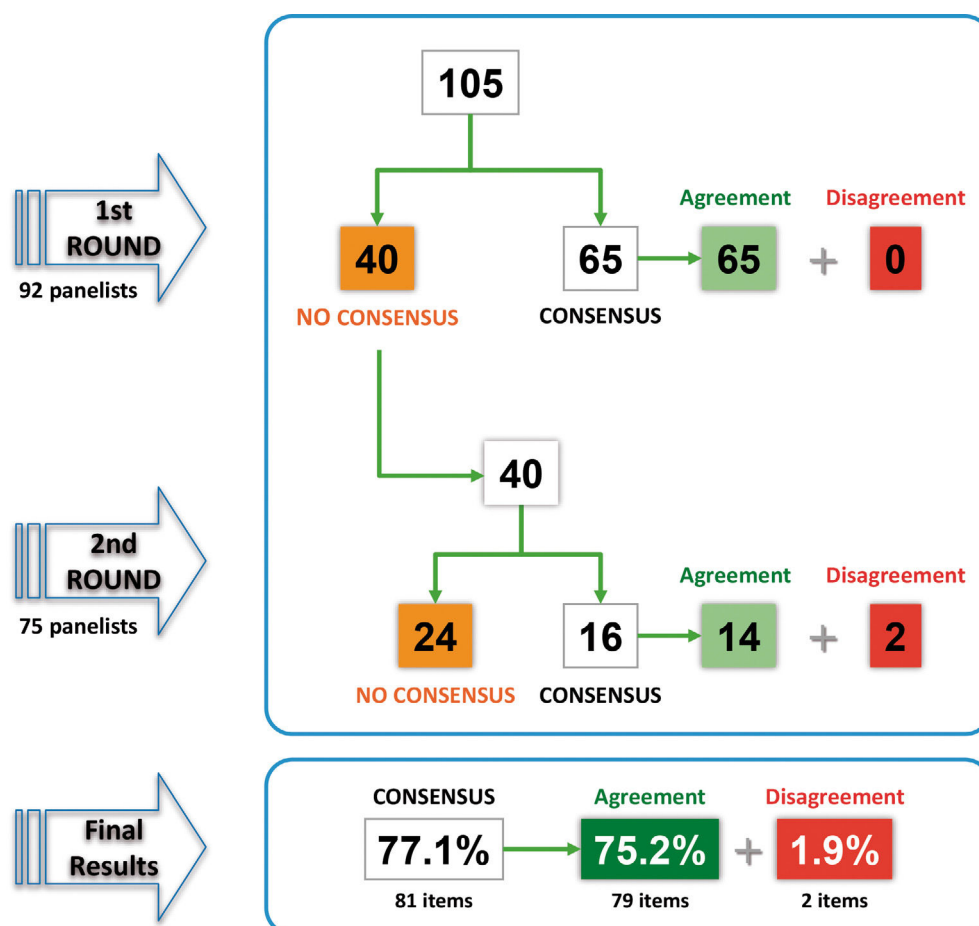 105
1st
ROUND
92 panelists
Agreement
Disagreement
40
65
65
+
0
NO CONSENSUS
CONSENSUS
40
2nd
ROUND
75 panelists
Agreement
Disagreement
24
16
14
+
2
NO CONSENSUS
CONSENSUS
Final
Results
CONSENSUS
Agreement
Disagreement
77.1%
75.2%
+
1.9%
81 items
79 items
2 items